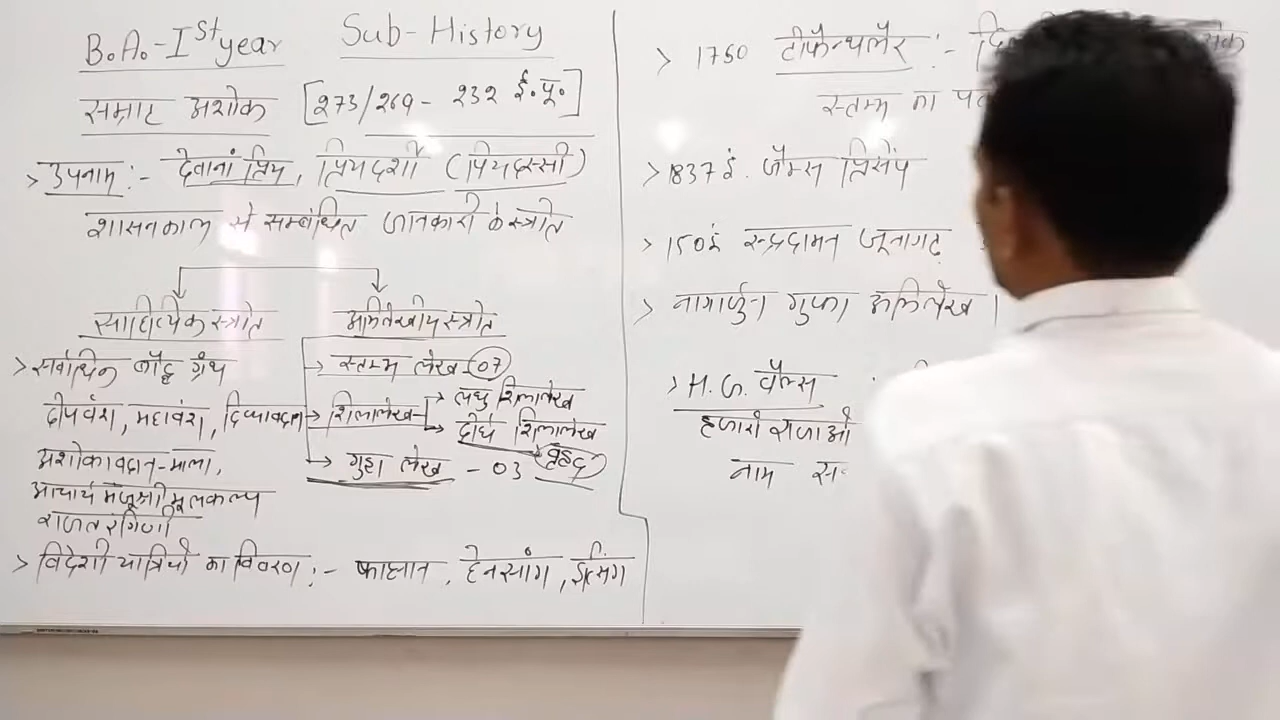 B.A.-Ist year
Sub-History
सम्राट अशोक [273/269- 232 ई.पू.]
> उपनाम :- देवानां प्रिय, प्रियदर्शी (पियदस्सी)
शासनकाल से सम्बंधित जानकारी के स्त्रोत
साहित्यिक स्त्रोत
> सर्वाधिक बौद्ध ग्रंथ
दीपवंश, महावंश, दिव्यावदान
अशोकावदान-माला,
आचार्य मंजूश्री मूलकल्प
राजतरंगिणी
> विदेशी यात्रियों का विवरण :- फाह्यान, हेनसांग, इत्सिंग
अभिलेखीय स्त्रोत
स्तम्भ लेख - 07
शिलालेख
लघु शिलालेख
दीर्घ शिलालेख
वृहद
गुहा लेख - 03
> 1750 टीफैन्थलैर :-
स्तम्भ का
> 1837 ई. जैम्स प्रिंसेप
> 150 ई रुद्रदामन जूनागढ़
> नागार्जुन गुफा अभिलेख ।
> H. G. वैल्स :
हजारों राजाओं
नाम